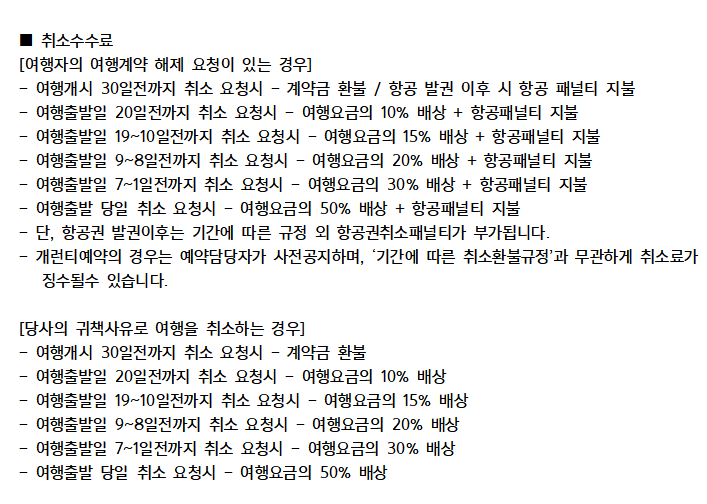 ■ 취소수수료
[여행자의 여행계약 해제 요청이 있는 경우]
- 여행개시 30일전까지 취소 요청시 - 계약금 환불 / 항공 발권 이후 시 항공 패널티 지불
- 여행출발일 20일전까지 취소 요청시 - 여행요금의 10% 배상 + 항공패널티 지불
- 여행출발일 19~10일전까지 취소 요청시 - 여행요금의 15% 배상 + 항공패널티 지불
- 여행출발일 9~8일전까지 취소 요청시 - 여행요금의 20% 배상 + 항공패널티 지불
- 여행출발일 7~1일전까지 취소 요청시 - 여행요금의 30% 배상 + 항공패널티 지불
- 여행출발 당일 취소 요청시 - 여행요금의 50% 배상 + 항공패널티 지불
- 단, 항공권 발권이후는 기간에 따른 규정 외 항공권취소패널티가 부가됩니다.
- 개런티예약의 경우는 예약담당자가 사전공지하며, ‘기간에 따른 취소환불규정’과 무관하게 취소료가
징수될수 있습니다.
[당사의 귀책사유로 여행을 취소하는 경우]
- 여행개시 30일전까지 취소 요청시 - 계약금 환불
- 여행출발일 20일전까지 취소 요청시 - 여행요금의 10% 배상
- 여행출발일 19~10일전까지 취소 요청시 - 여행요금의 15% 배상
- 여행출발일 9~8일전까지 취소 요청시 - 여행요금의 20% 배상
- 여행출발일 7~1일전까지 취소 요청시 - 여행요금의 30% 배상
- 여행출발 당일 취소 요청시 - 여행요금의 50% 배상